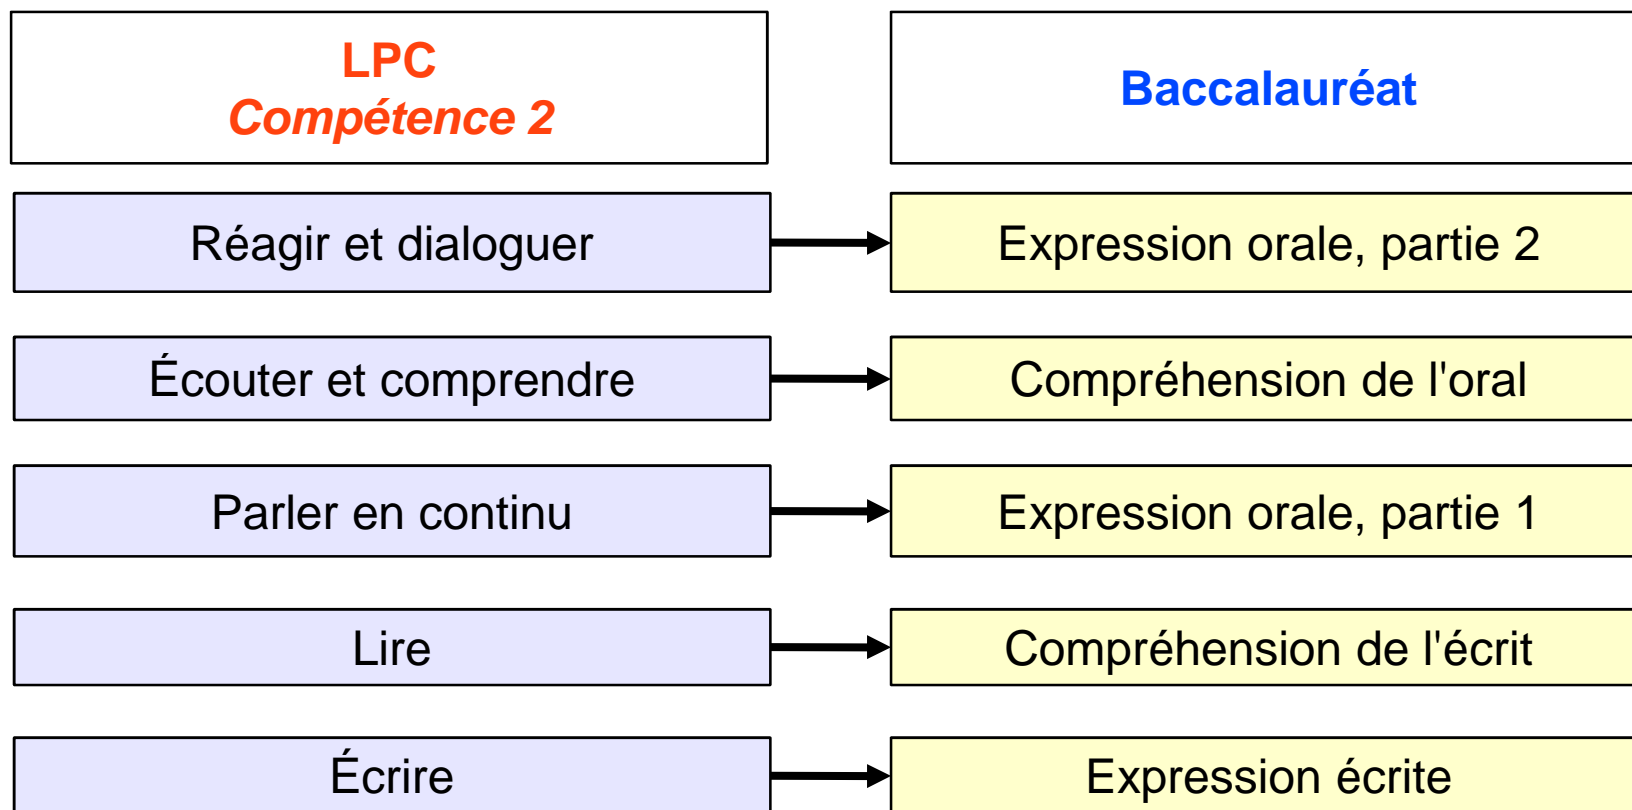 LPC
Compétence 2
Baccalauréat
Réagir et dialoguer
Expression orale, partie 2
Écouter et comprendre
Compréhension de l'oral
Parler en continu
Expression orale, partie 1
Lire
Compréhension de l'écrit
Écrire
Expression écrite